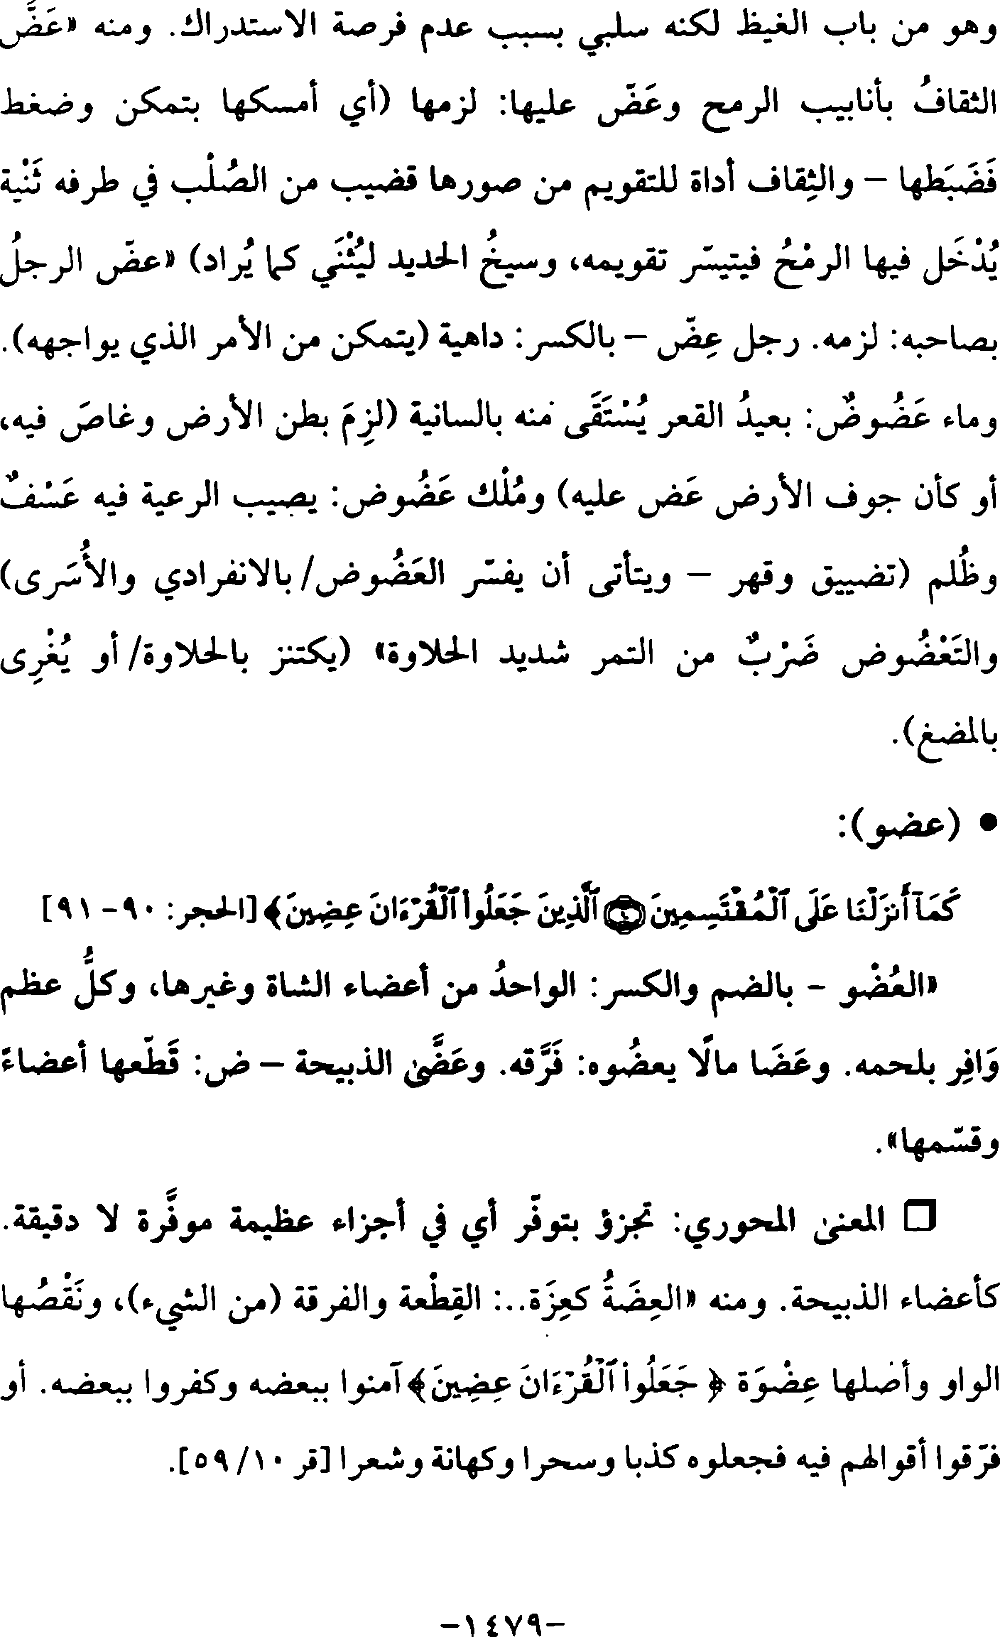 وهو من باب الغيظ لكنه سلبي بسبب عدم فرصة الاستدراك. ومنه «عَضَّ
الثقافُ بأنابيب الرمح وعَضّ عليها: لزمها (أي أمسكها بتمكن وضغط
فَضَبَطها – والثِقاف أداة للتقويم من صورها قضيب من الصُلْب في طرفه ثَنْية
يُدْخَل فيها الرمْحُ فيتيسّر تقويمه، وسيخُ الحديد ليُثْنَي كما يُراد) «عضّ الرجلُ
بصاحبه: لزمه. رجل عِضّ – بالكسر: داهية (يتمكن من الأمر الذي يواجهه).
وماء عَضُوضٌ: بعيدُ القعر يُسْتَقَى منه بالسانية (لزِمَ بطن الأرض وغاصَ فيه،
أو كأن جوف الأرض عَض عليه) ومُلْك عَضُوض: يصيب الرعية فيه عَسْفٌ
وظُلم (تضييق وقهر – ويتأتى أن يفسّر العَضُوض/ بالانفرادي والأُسَرى)
والتَعْضُوض ضَرْبٌ من التمر شديد الحلاوة» (يكتنز بالحلاوة/ أو يُغْرِى
بالمضغ).
• (عضو):
كَمَآ أَنزَلْنَا عَلَى ٱلْمُقْتَسِمِينَ ۝ ٱلَّذِينَ جَعَلُوا۟ ٱلْقُرْءَانَ عِضِينَ﴾ [الحجر: ٩٠- ٩١]
«العُضْو – بالضم والكسر: الواحدُ من أعضاء الشاة وغيرها، وكلُّ عظم
وَافِر بلحمه. وعَضَا مالًا يعضُوه: فَرَّقه. وعَضَّىٰ الذبيحة – ض: قَطّعها أعضاءً
وقسّمها».
❒ المعنىٰ المحوري: تجزؤ بتوفّر أي في أجزاء عظيمة موفَّرة لا دقيقة.
كأعضاء الذبيحة. ومنه «العِضَةُ كعِزَة..: القِطْعة والفرقة (من الشيء)، ونَقْصُها
الواو وأصْلها عِضْوَة ﴿ جَعَلُوا۟ ٱلْقُرْءَانَ عِضِينَ﴾ آمنوا ببعضه وكفروا ببعضه. أو
فرّقوا أقوالهم فيه فجعلوه كذبا وسحرا وكهانة وشعرا [قر ١٠/ ٥٩].
-١٤٧٩-